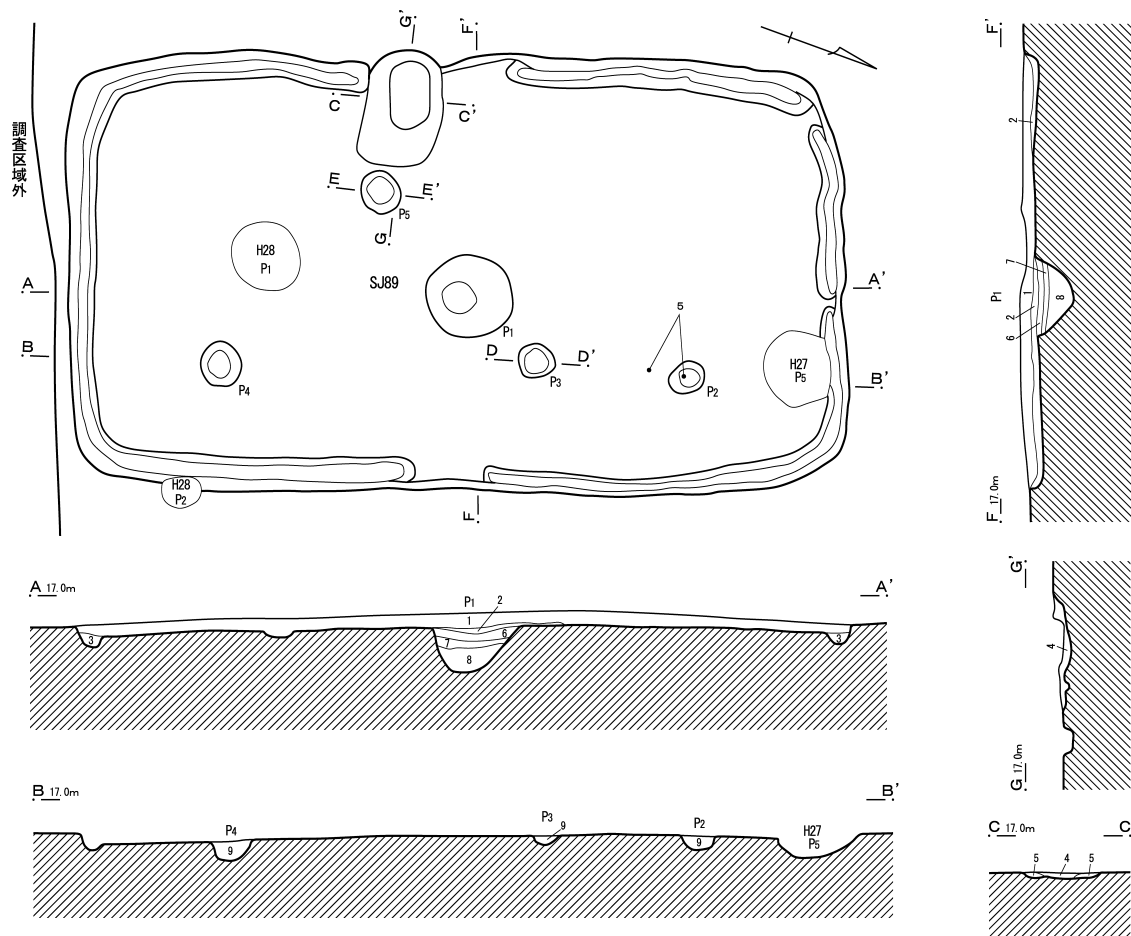 調査区域外
G'
F'
C
C'
E
E'
P5
G
H28
P1
SJ89
A
A'
P1
5
B
D
D'
P3
P4
P2
H27
P5
B'
H28
P2
F
A 17.0m
A'
P1
1
2
3
6
7
8
3
B 17.0m
B'
P4
9
P3
9
P2
9
H27
P5
F'
2
7
P1
1
8
2
6
F 17.0m
G'
4
G 17.0m
C 17.0m
C'
5
4
5